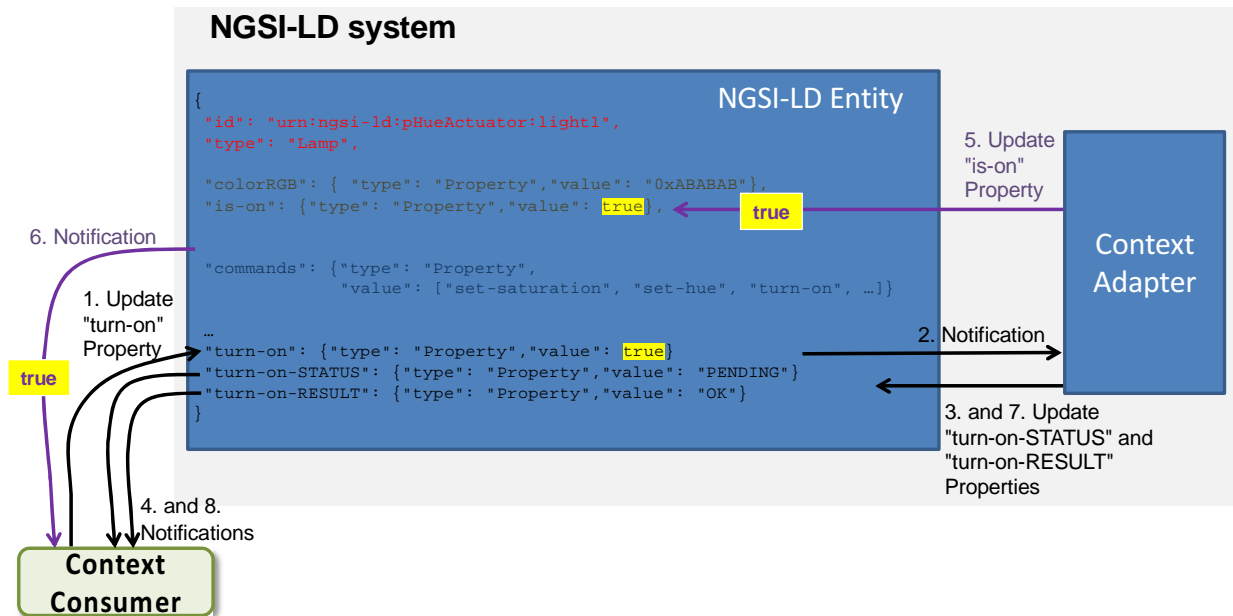 NGSI-LD system
NGSI-LD Entity
{
"id": "urn:ngsi-ld:pHueActuator:light1",
"type": "Lamp",
"colorRGB": { "type": "Property","value": "0xABABAB"},
"is-on": {"type": "Property","value": true},
true
5. Update
"is-on"
Property
Context
Adapter
6. Notification
"commands": {“type": "Property",
"value": ["set-saturation", "set-hue", "turn-on", …]}
1. Update
"turn-on"
Property
true
…
"turn-on": {"type": "Property","value": true}
"turn-on-STATUS": {"type": "Property","value": "PENDING"}
"turn-on-RESULT": {"type": "Property","value": "OK"}
}
2. Notification
3. and 7. Update
"turn-on-STATUS" and
"turn-on-RESULT"
Properties
4. and 8.
Notifications
Context
Consumer